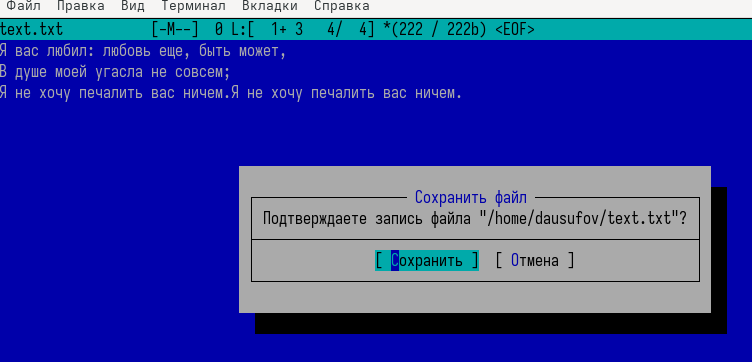 Файл Правка Вид Терминал Вкладки Справка
text.txt [-M--] 0 L:[ 1+ 3 4/ 4] *(222 / 222b) <EOF>
Я вас любил: любовь еще, быть может,
В душе моей угасла не совсем;
Я не хочу печалить вас ничем.Я не хочу печалить вас ничем.
Сохранить файл
Подтверждаете запись файла "/home/dausufov/text.txt"?
[ Сохранить ] [ Отмена ]